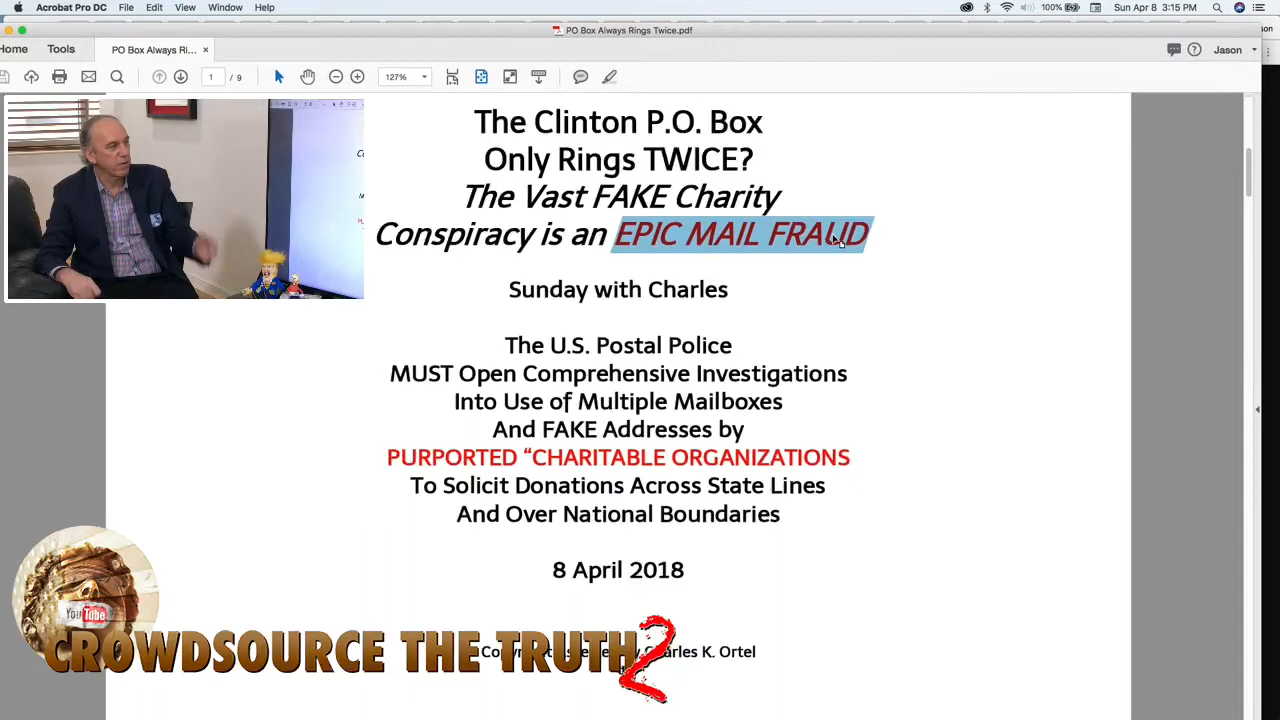 Acrobat Pro DC File Edit View Window Help
100% Sun Apr 8 3:15 PM
PO Box Always Rings Twice.pdf
Home Tools PO Box Always Ri... × Jason
1 / 9 127%
The Clinton P.O. Box
Only Rings TWICE?
The Vast FAKE Charity
Conspiracy is an EPIC MAIL FRAUD
Sunday with Charles
The U.S. Postal Police
MUST Open Comprehensive Investigations
Into Use of Multiple Mailboxes
And FAKE Addresses by
PURPORTED “CHARITABLE ORGANIZATIONS
To Solicit Donations Across State Lines
And Over National Boundaries
8 April 2018
Charles K. Ortel
YouTube
CROWDSOURCE THE TRUTH 2